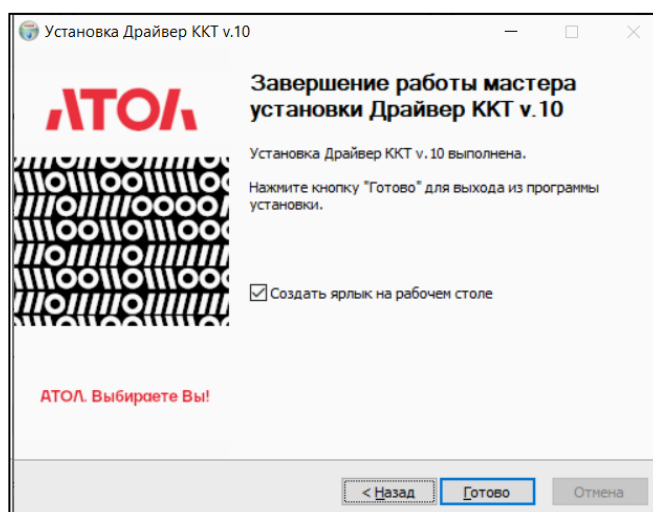 Установка Драйвер ККТ v.10
АТОЛ
Завершение работы мастера
установки Драйвер ККТ v.10
Установка Драйвер ККТ v.10 выполнена.
Нажмите кнопку "Готово" для выхода из программы
установки.
Создать ярлык на рабочем столе
АТОЛ. Выбираете Вы!
< Назад
Готово
Отмена